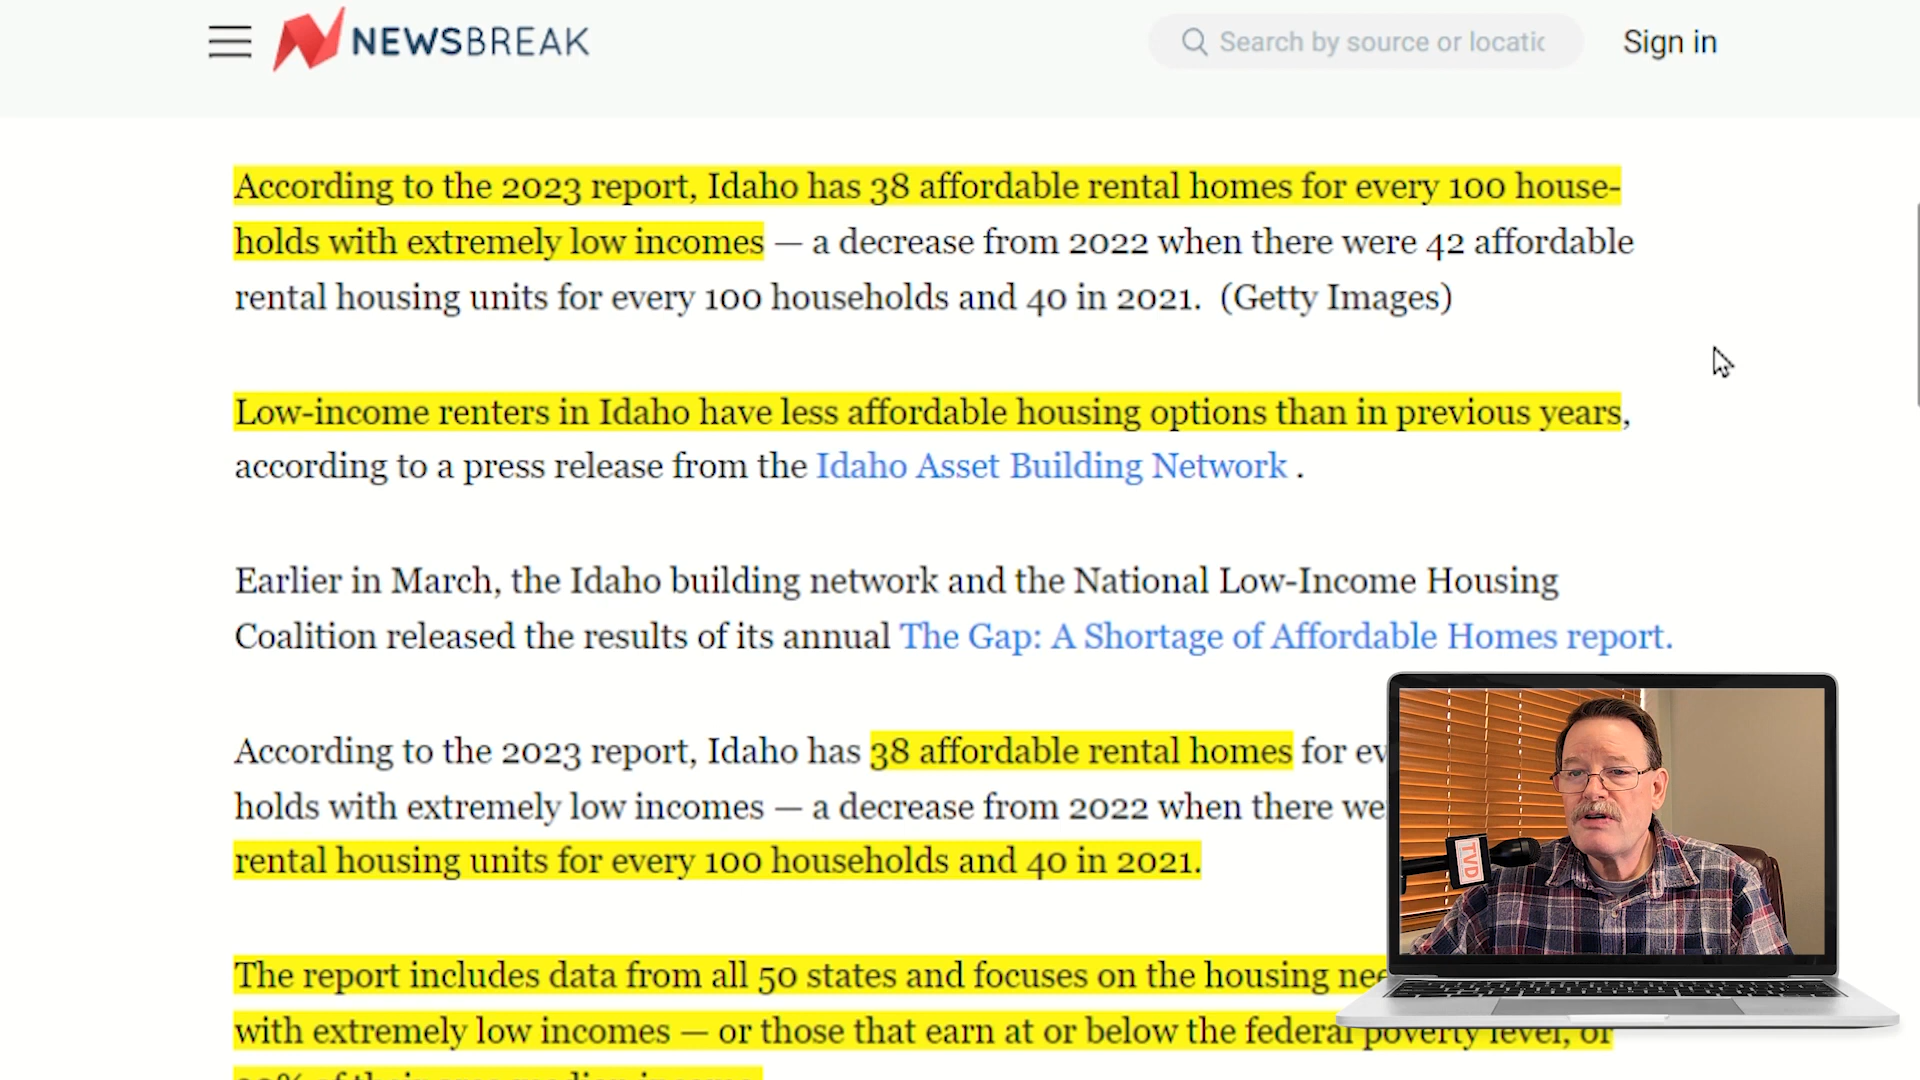 NEWSBREAK
Search by source or locatic
Sign in
According to the 2023 report, Idaho has 38 affordable rental homes for every 100 house-
holds with extremely low incomes — a decrease from 2022 when there were 42 affordable
rental housing units for every 100 households and 40 in 2021. (Getty Images)
Low-income renters in Idaho have less affordable housing options than in previous years,
according to a press release from the Idaho Asset Building Network .
Earlier in March, the Idaho building network and the National Low-Income Housing
Coalition released the results of its annual The Gap: A Shortage of Affordable Homes report.
According to the 2023 report, Idaho has 38 affordable rental homes for ev
holds with extremely low incomes — a decrease from 2022 when there we
rental housing units for every 100 households and 40 in 2021.
The report includes data from all 50 states and focuses on the housing nee
with extremely low incomes — or those that earn at or below the federal poverty level, or
TVD